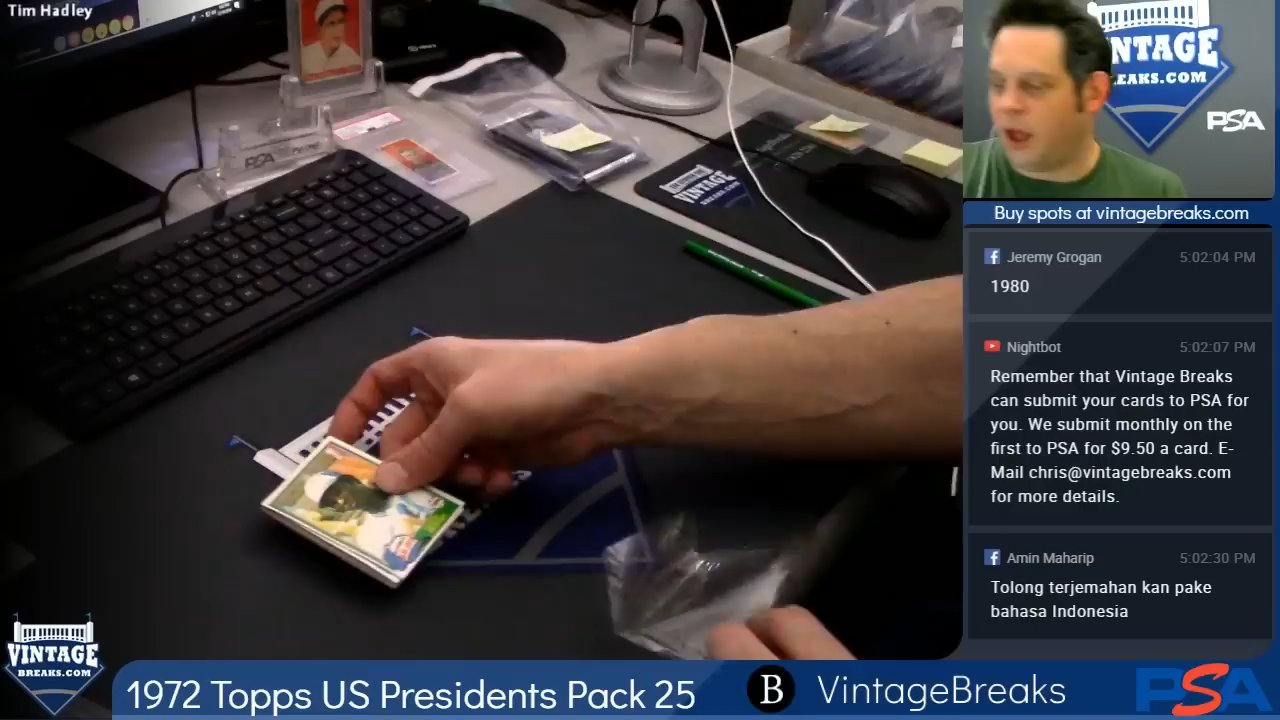 Tim Hadley
PSA
VINTAGE
BREAKS.COM
VINTAGE
BREAKS.COM
PSA
Buy spots at vintagebreaks.com
Jeremy Grogan
5:02:04 PM
1980
Nightbot
5:02:07 PM
Remember that Vintage Breaks
can submit your cards to PSA for
you. We submit monthly on the
first to PSA for $9.50 a card. E-
Mail chris@vintagebreaks.com
for more details.
Amin Maharip
5:02:30 PM
Tolong terjemahan kan pake
bahasa Indonesia
VINTAGE
BREAKS.COM
1972 Topps US Presidents Pack 25
B
VintageBreaks
PSA